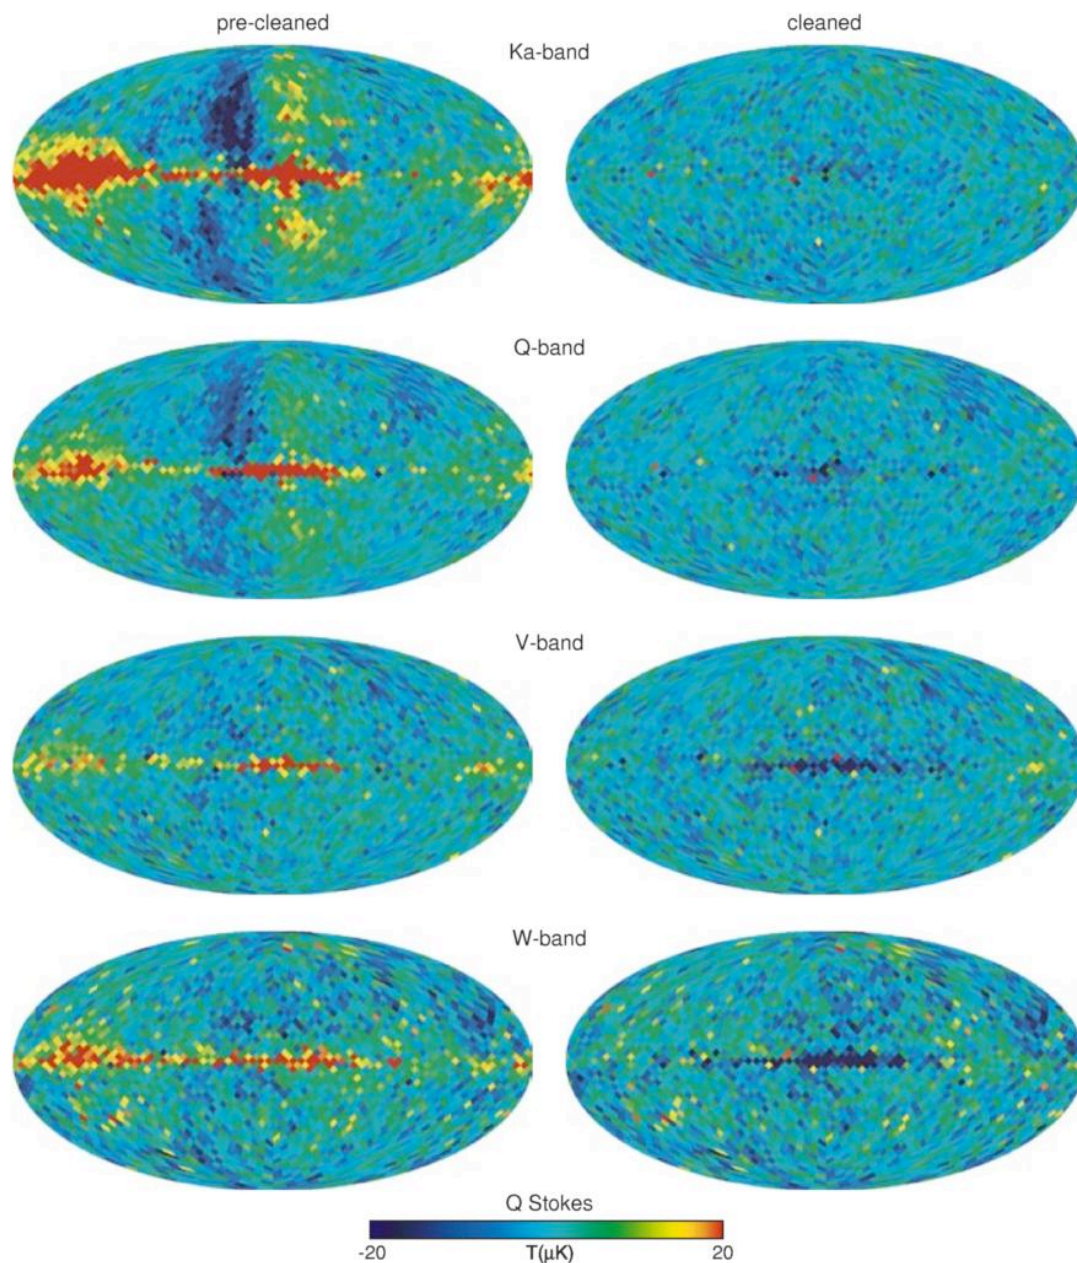 pre-cleaned cleaned
Ka-band
Q-band
V-band
W-band
Q Stokes
-20 T(μK) 20